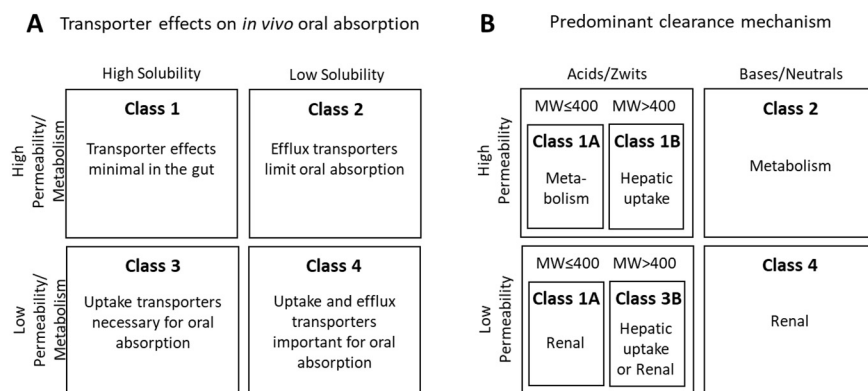 A Transporter effects on in vivo oral absorption
High Solubility
Low Solubility
High
Permeability/
Metabolism
Class 1
Transporter effects
minimal in the gut
Class 2
Efflux transporters
limit oral absorption
Low
Permeability/
Metabolism
Class 3
Uptake transporters
necessary for oral
absorption
Class 4
Uptake and efflux
transporters
important for oral
absorption
B Predominant clearance mechanism
Acids/Zwits
Bases/Neutrals
High
Permeability
MW≤400
MW>400
Class 1A
Meta-
bolism
Class 1B
Hepatic
uptake
Class 2
Metabolism
Low
Permeability
MW≤400
MW>400
Class 1A
Renal
Class 3B
Hepatic
uptake
or Renal
Class 4
Renal